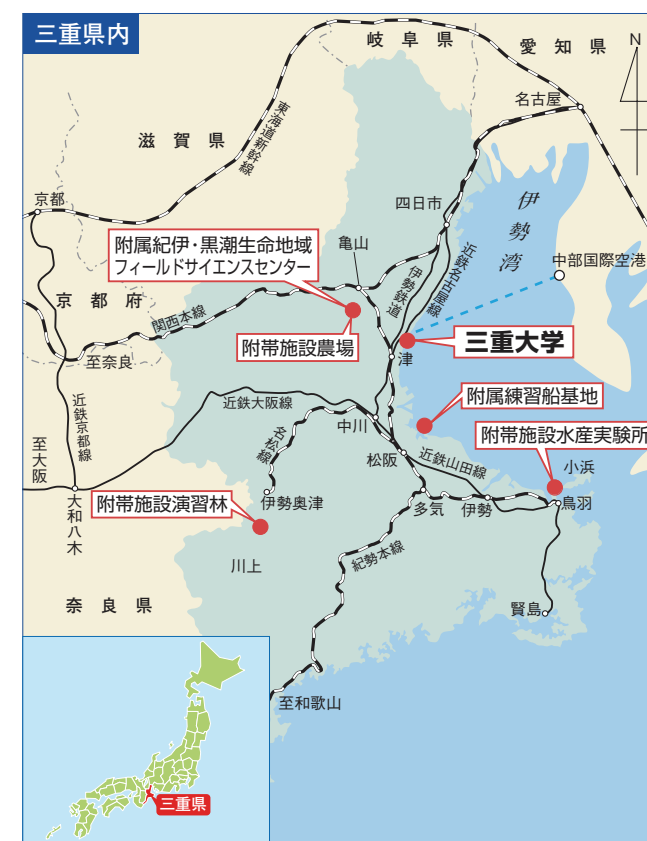 三重県内
岐阜県
愛知県
N
名古屋
東海道新幹線
滋賀県
京都
四日市
伊勢湾
附属紀伊・黒潮生命地域
フィールドサイエンスセンター
亀山
近鉄名古屋線
伊勢鉄道
中部国際空港
京都府
関西本線
附帯施設農場
三重大学
津
至奈良
近鉄京都線
近鉄大阪線
附属練習船基地
中川
名松線
附帯施設水産実験所
至大阪
松阪
近鉄山田線
小浜
大和八木
附帯施設演習林
伊勢奥津
多気
伊勢
鳥羽
川上
紀勢本線
奈良県
賢島
至和歌山
三重県